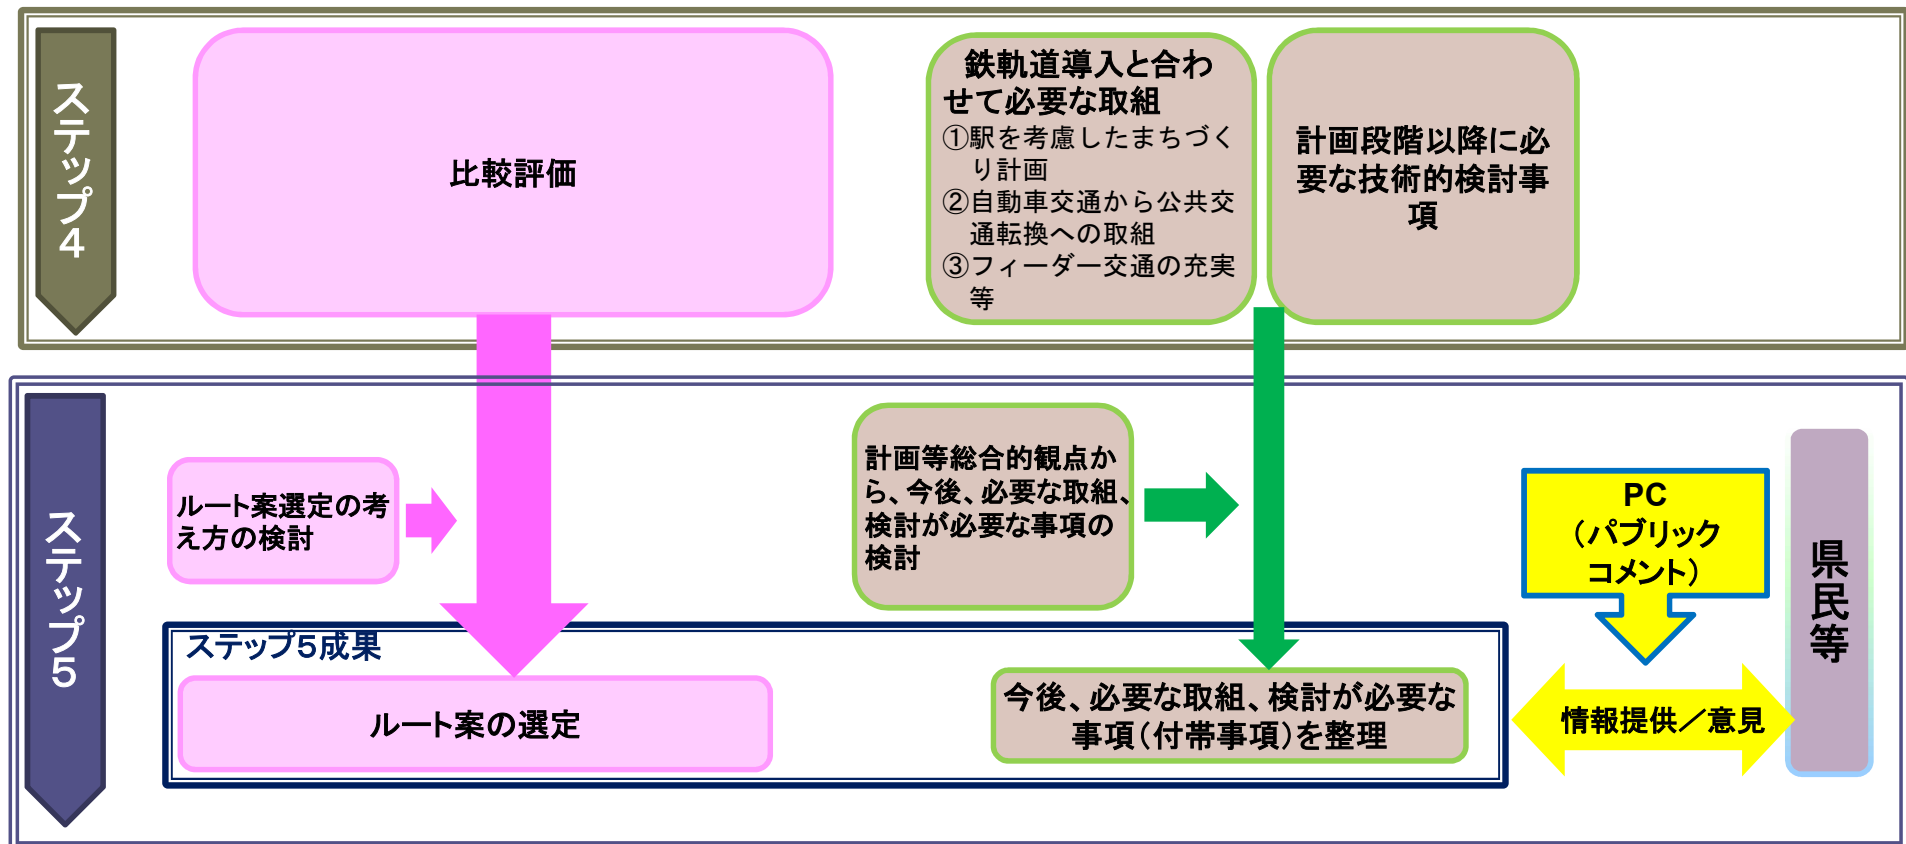 ステップ4
比較評価
鉄軌道導入と合わ
せて必要な取組
①駅を考慮したまちづく
り計画
②自動車交通から公共交
通転換への取組
③フィーダー交通の充実
等
計画段階以降に必
要な技術的検討事
項
ステップ5
ルート案選定の考
え方の検討
計画等総合的観点か
ら、今後、必要な取組、
検討が必要な事項の
検討
PC
（パブリック
コメント）
県民等
ステップ5成果
ルート案の選定
今後、必要な取組、検討が必要な
事項（付帯事項）を整理
情報提供／意見